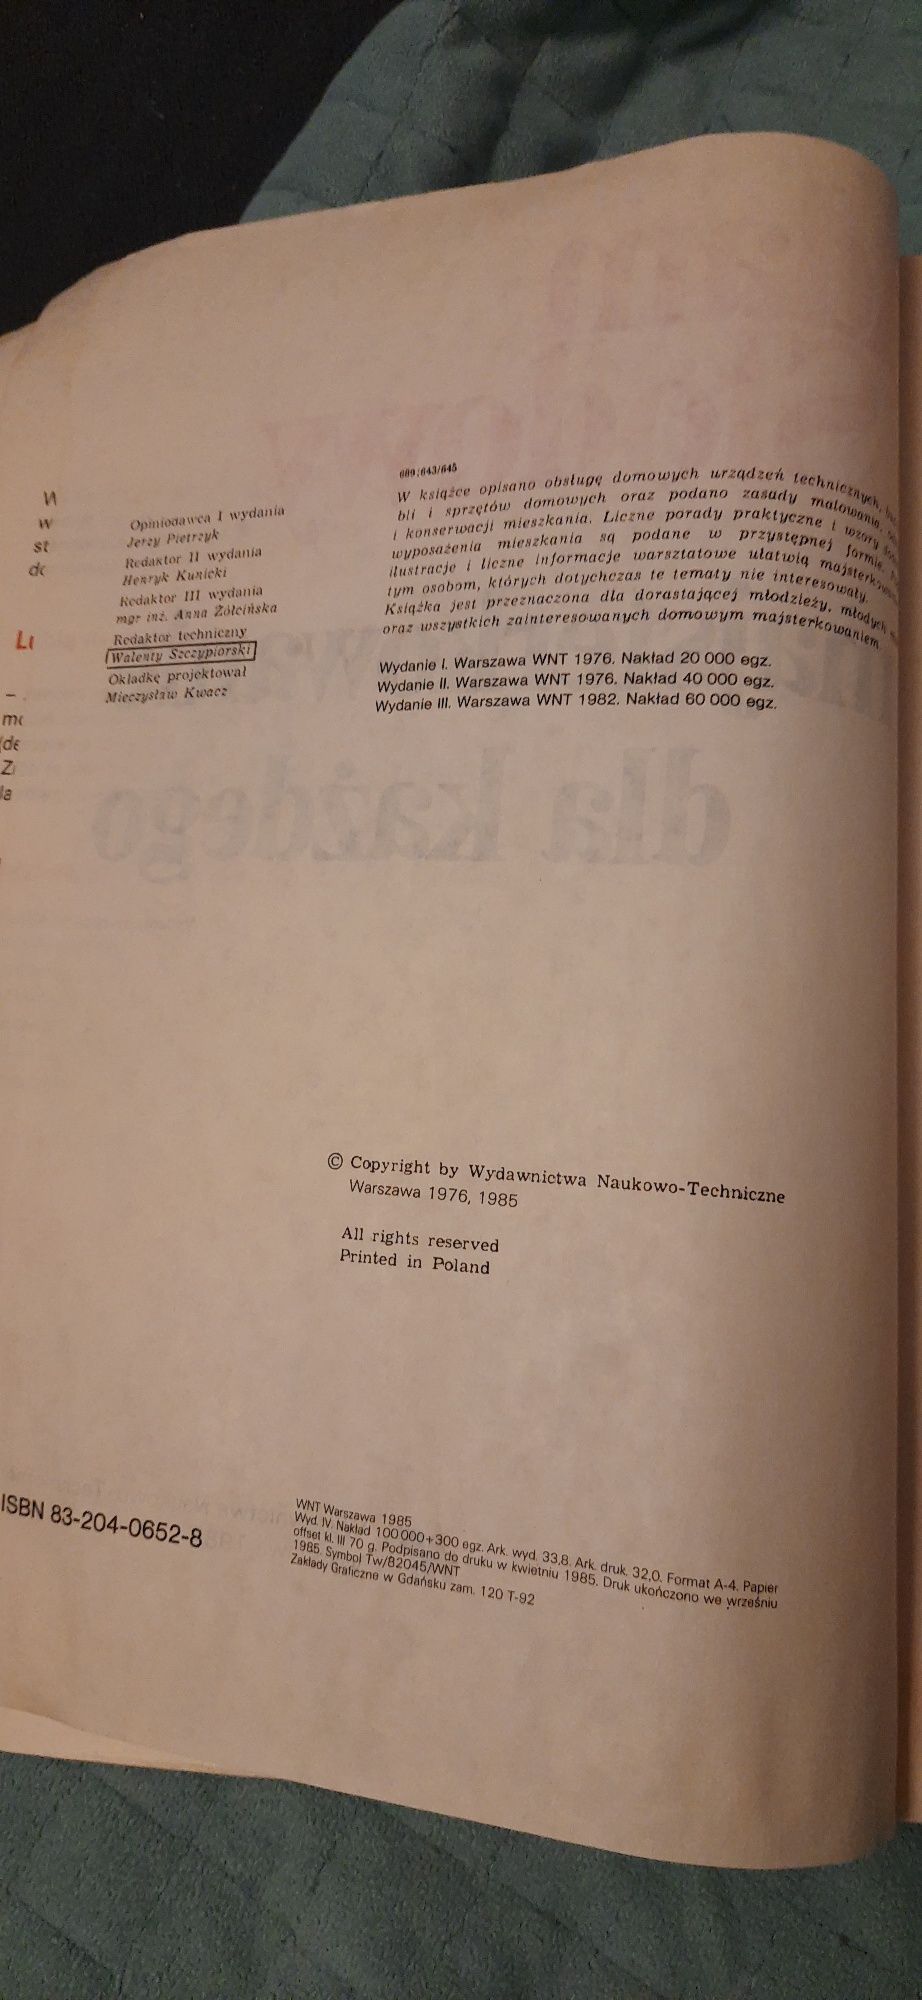 Opiniodawca I wydania
Jerzy Pietrzyk
Redaktor II wydania
Henryk Kunicki
Redaktor III wydania
mgr inż. Anna Żółcińska
Redaktor techniczny
Walenty Szczypiorski
Okładkę projektował
Mieczysław Kwacz
689:643/645
W książce opisano obsługę domowych urządzeń technicznych,
bli i sprzętów domowych oraz podano zasady malowania,
i konserwacji mieszkania. Liczne porady praktyczne i wzory
wyposażenia mieszkania są podane w przystępnej formie.
ilustracje i liczne informacje warsztatowe ułatwią
tym osobom, których dotychczas te tematy nie interesowały.
Książka jest przeznaczona dla dorastającej młodzieży, młodych
oraz wszystkich zainteresowanych domowym majsterkowaniem.
Wydanie I. Warszawa WNT 1976. Nakład 20 000 egz.
Wydanie II. Warszawa WNT 1976. Nakład 40 000 egz.
Wydanie III. Warszawa WNT 1982. Nakład 60 000 egz.
dla każdego
© Copyright by Wydawnictwa Naukowo-Techniczne
Warszawa 1976, 1985
All rights reserved
Printed in Poland
ISBN 83-204-0652-8
WNT Warszawa 1985
Wyd. IV. Nakład 100 000+300 egz. Ark. wyd. 33,8. Ark. druk. 32,0. Format A-4. Papier
offset kl. III 70 g. Podpisano do druku w kwietniu 1985. Druk ukończono we wrześniu
1985. Symbol Tw/82045/WNT
Zakłady Graficzne w Gdańsku zam. 120 T-92